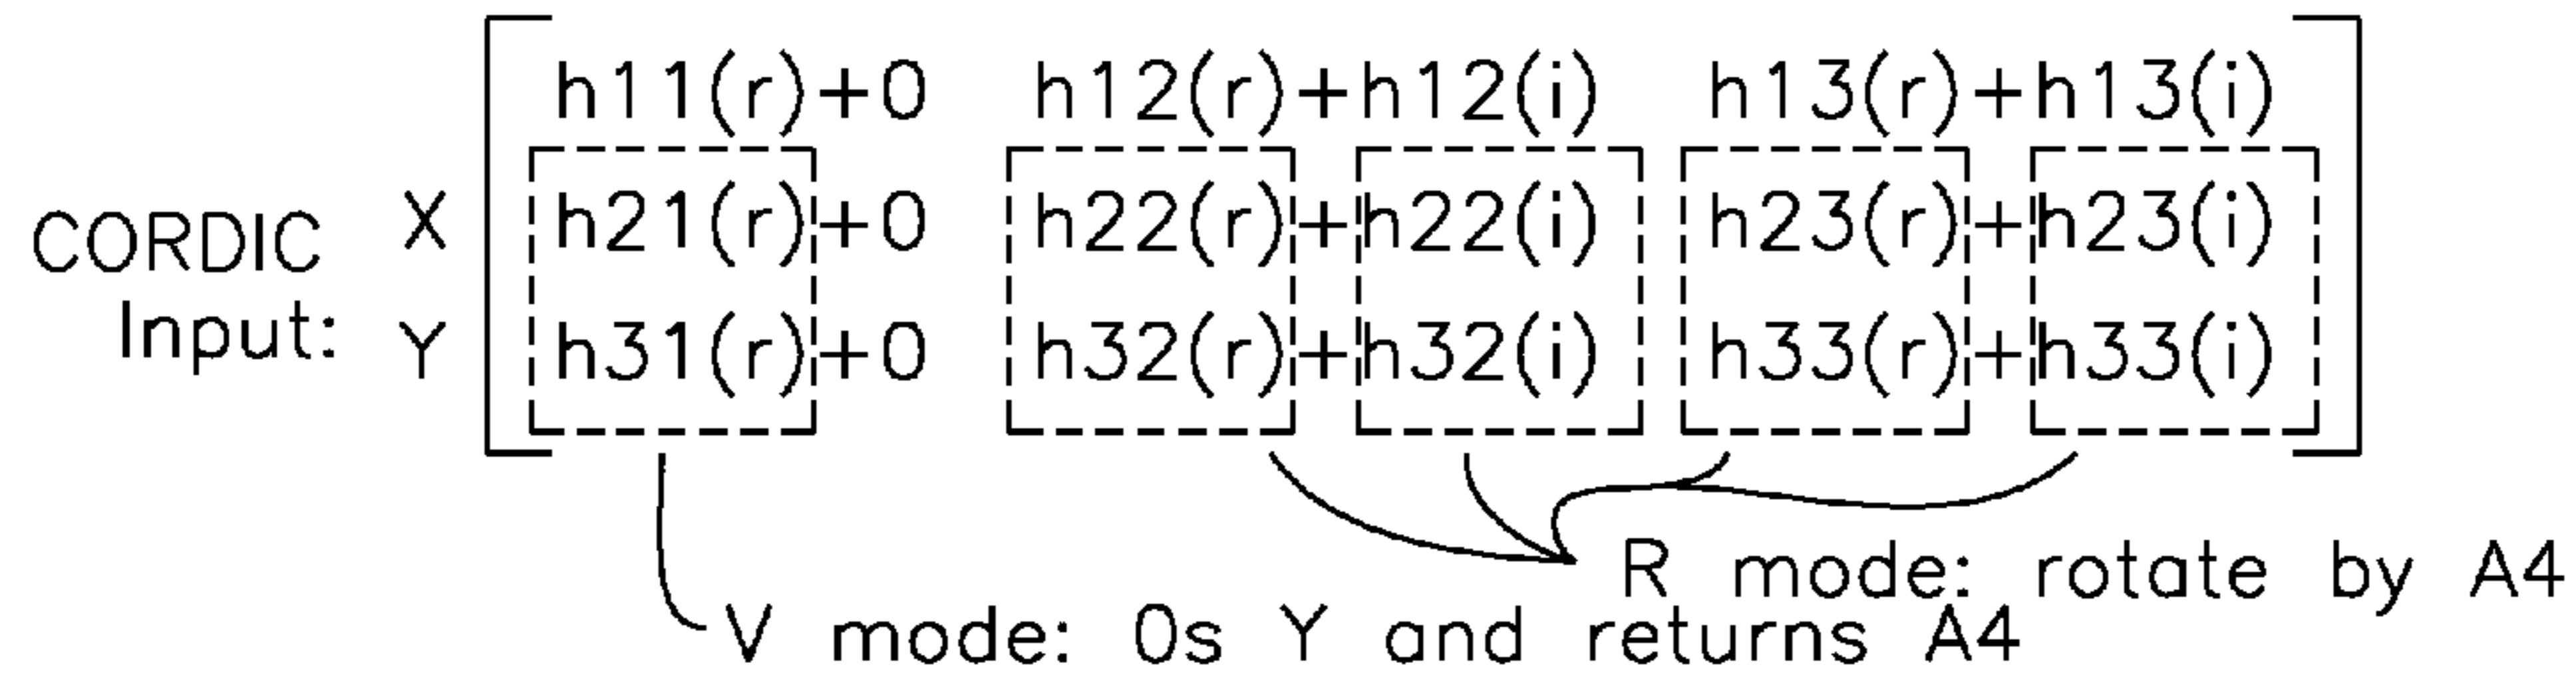 h11(r)+0 h12(r)+h12(i) h13(r)+h13(i)
CORDIC X h21(r)+0 h22(r)+h22(i) h23(r)+h23(i)
Input: Y h31(r)+0 h32(r)+h32(i) h33(r)+h33(i)
R mode: rotate by A4
V mode: 0s Y and returns A4